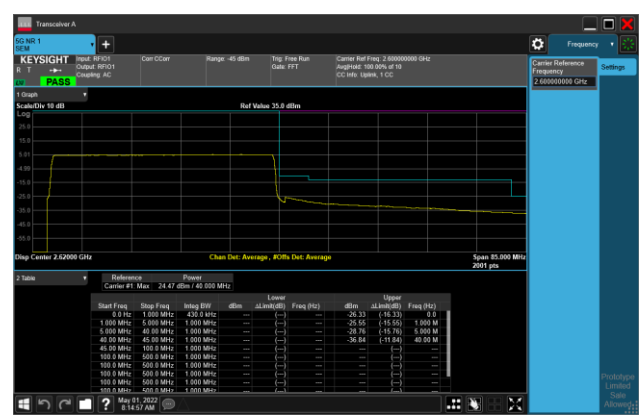 Transceiver A
5G NR 1
SEM
Frequency
KEYSIGHT
R T
PASS
Input: RFIO1
Output: RFIO1
Coupling: AC
Corr CCorr
Range: -45 dBm
Trig: Free Run
Gate: FFT
Carrier Ref Freq: 2.600000000 GHz
Avg|Hold: 100.00% of 10
CC Info: Uplink, 1 CC
Carrier Reference
Frequency
2.600000000 GHz
Settings
1 Graph
Scale/Div 10 dB
Ref Value 35.0 dBm
Log
25.0
15.0
5.01
-4.99
-15.0
-25.0
-35.0
-45.0
-55.0
Disp Center 2.62000 GHz
Chan Det: Average , #Offs Det: Average
Span 85.000 MHz
2001 pts
2 Table
Reference Power
Carrier #1 Max 24.47 dBm / 40.000 MHz
Lower Upper
Start Freq Stop Freq Integ BW dBm ΔLimit(dB) Freq (Hz) dBm ΔLimit(dB) Freq (Hz)
0.0 Hz 1.000 MHz 430.0 kHz --- (---) --- -26.33 (-16.33) 0.0
1.000 MHz 5.000 MHz 1.000 MHz --- (---) --- -25.55 (-15.55) 1.000 M
5.000 MHz 40.00 MHz 1.000 MHz --- (---) --- -28.76 (-15.76) 5.000 M
40.00 MHz 45.00 MHz 1.000 MHz --- (---) --- -36.84 (-11.84) 40.00 M
45.00 MHz 100.0 MHz 1.000 MHz --- (---) --- --- (---) ---
100.0 MHz 500.0 MHz 1.000 MHz --- (---) --- --- (---) ---
100.0 MHz 500.0 MHz 1.000 MHz --- (---) --- --- (---) ---
100.0 MHz 500.0 MHz 1.000 MHz --- (---) --- --- (---) ---
100.0 MHz 500.0 MHz 1.000 MHz --- (---) --- --- (---) ---
100.0 MHz 500.0 MHz 1.000 MHz --- (---) --- --- (---) ---
May 01, 2022
8:14:57 AM
Prototype
Limited
Sale
Allowed